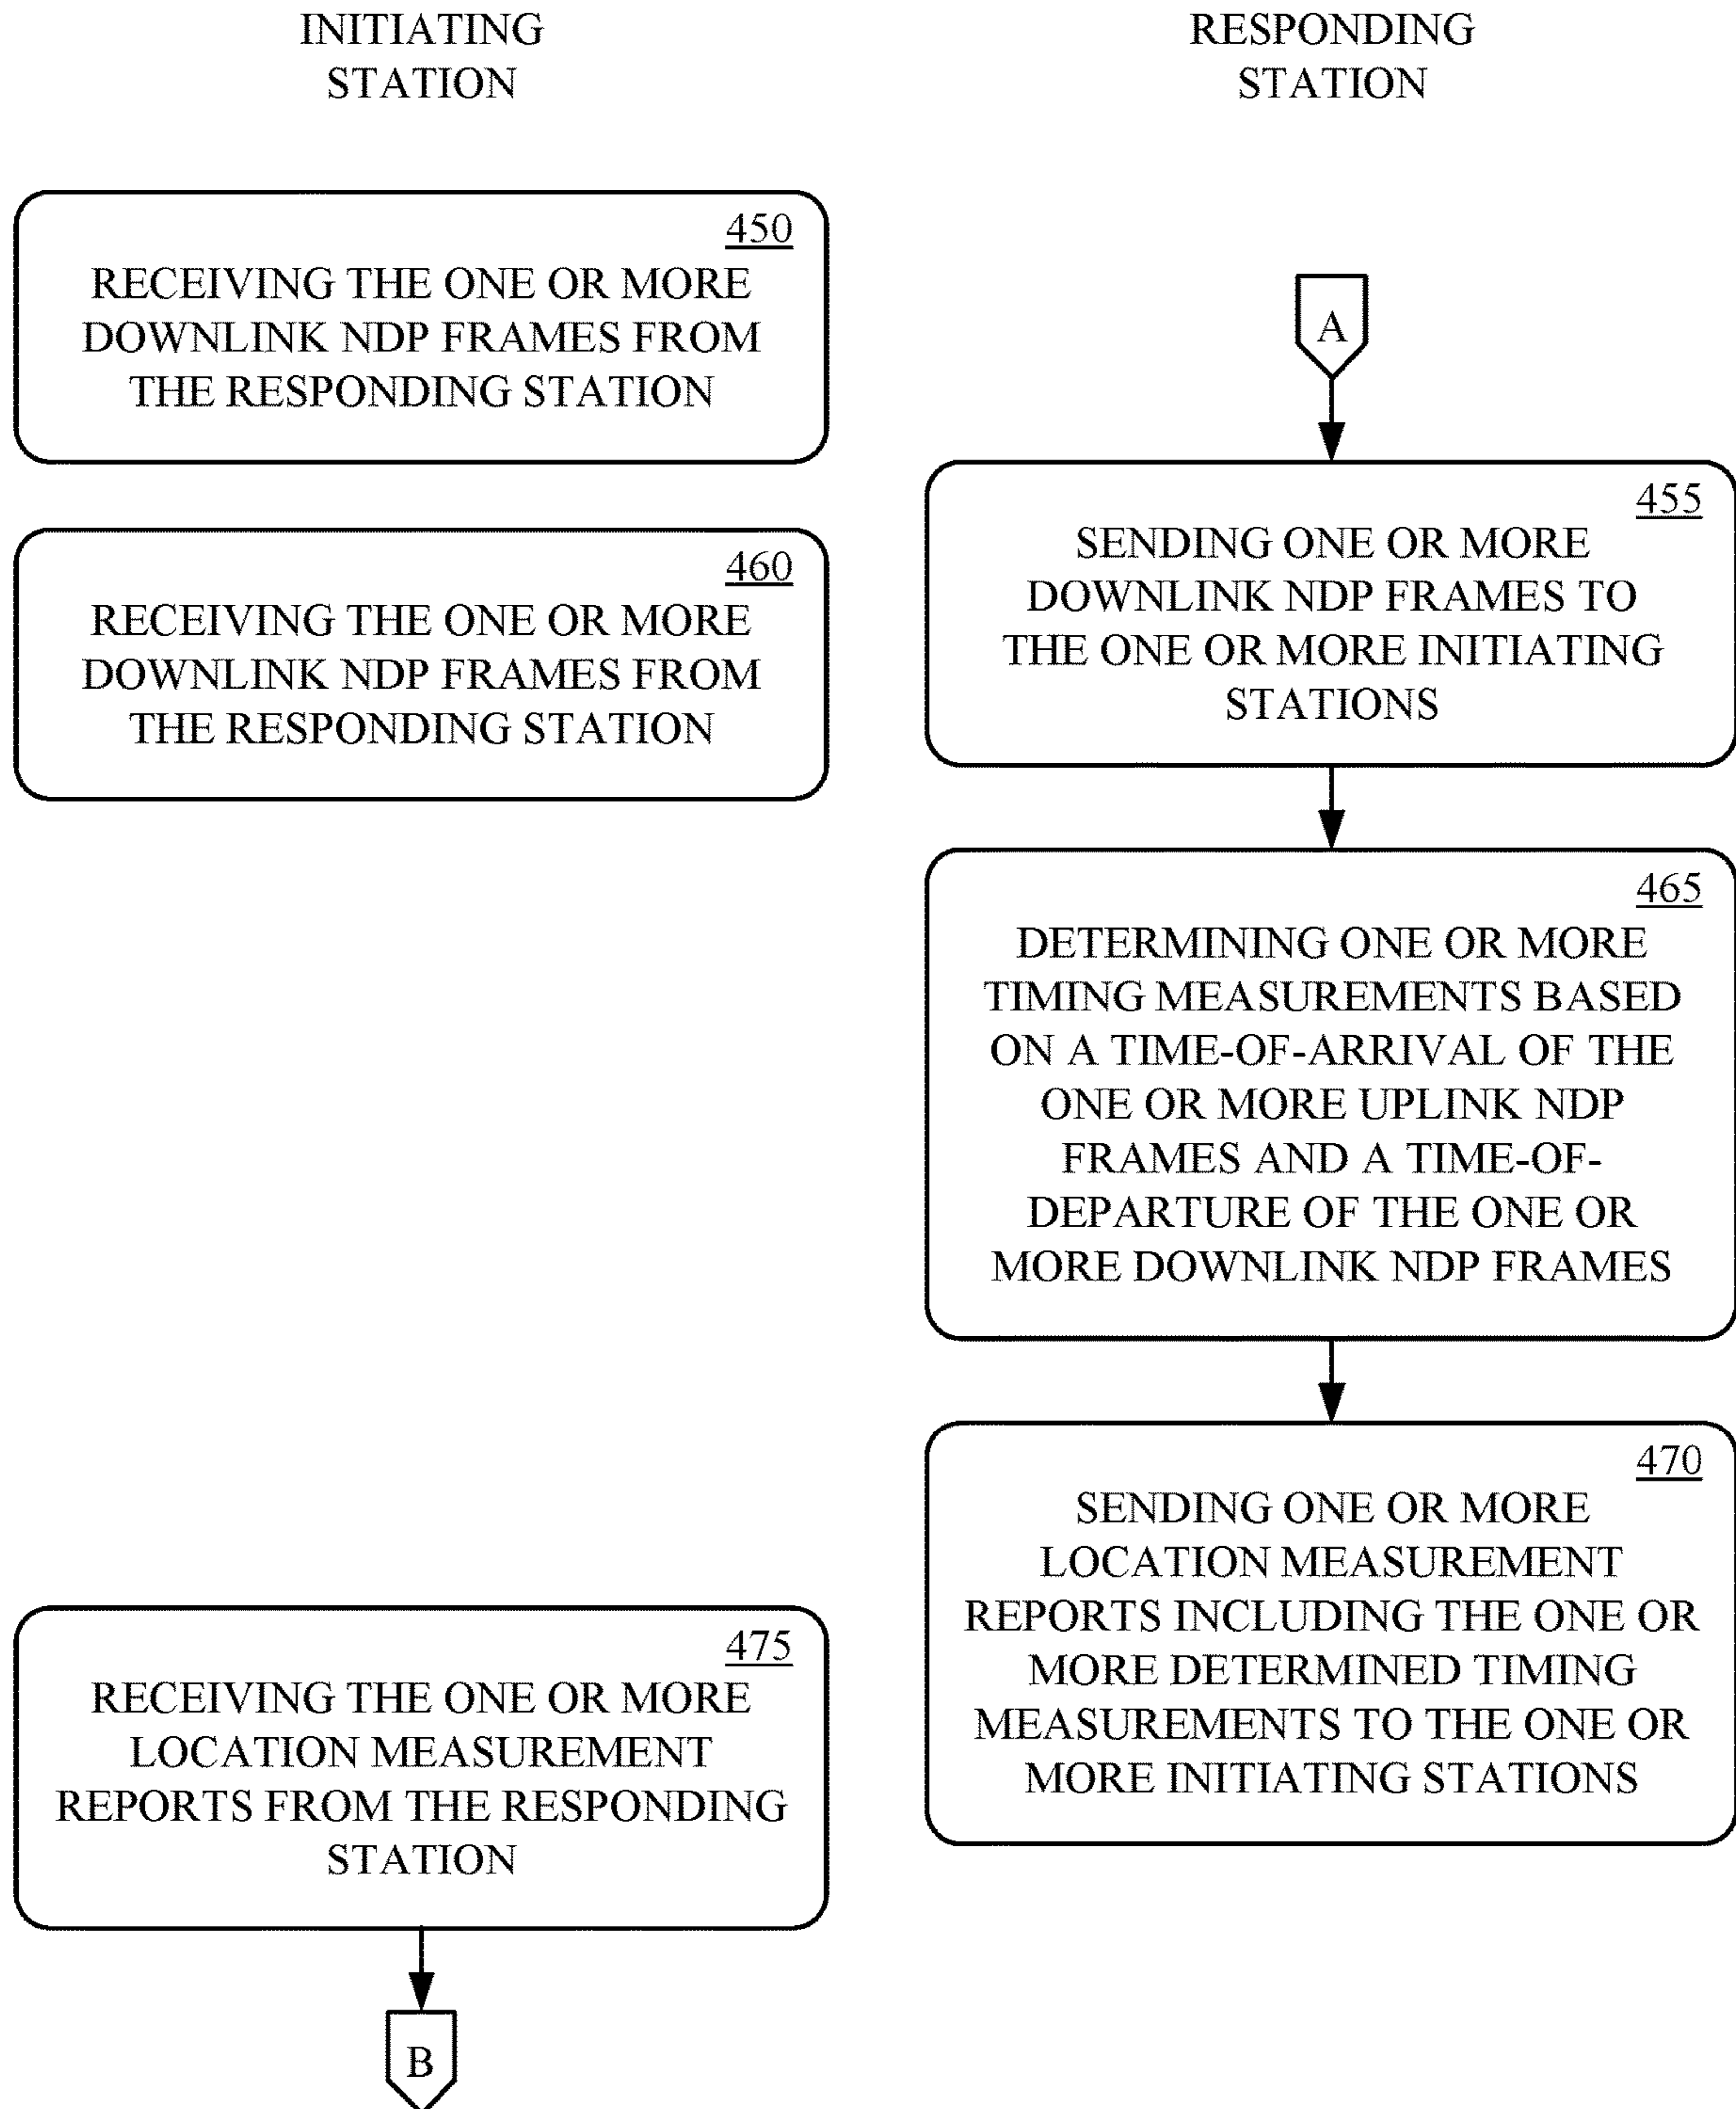 INITIATING
STATION
RESPONDING
STATION
450
RECEIVING THE ONE OR MORE
DOWNLINK NDP FRAMES FROM
THE RESPONDING STATION
A
455
SENDING ONE OR MORE
DOWNLINK NDP FRAMES TO
THE ONE OR MORE INITIATING
STATIONS
460
RECEIVING THE ONE OR MORE
DOWNLINK NDP FRAMES FROM
THE RESPONDING STATION
465
DETERMINING ONE OR MORE
TIMING MEASUREMENTS BASED
ON A TIME-OF-ARRIVAL OF THE
ONE OR MORE UPLINK NDP
FRAMES AND A TIME-OF-
DEPARTURE OF THE ONE OR
MORE DOWNLINK NDP FRAMES
470
SENDING ONE OR MORE
LOCATION MEASUREMENT
REPORTS INCLUDING THE ONE OR
MORE DETERMINED TIMING
MEASUREMENTS TO THE ONE OR
MORE INITIATING STATIONS
475
RECEIVING THE ONE OR MORE
LOCATION MEASUREMENT
REPORTS FROM THE RESPONDING
STATION
B